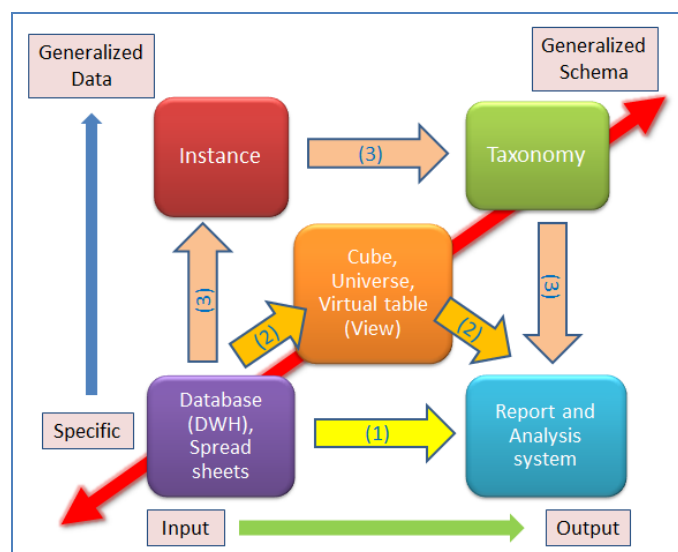 Generalized
Data
Generalized
Schema
Instance
(3)
Taxonomy
Cube,
Universe,
Virtual table
(View)
(3)
(2)
(2)
(3)
Specific
Database
(DWH),
Spread
sheets
(1)
Report and
Analysis
system
Input
Output